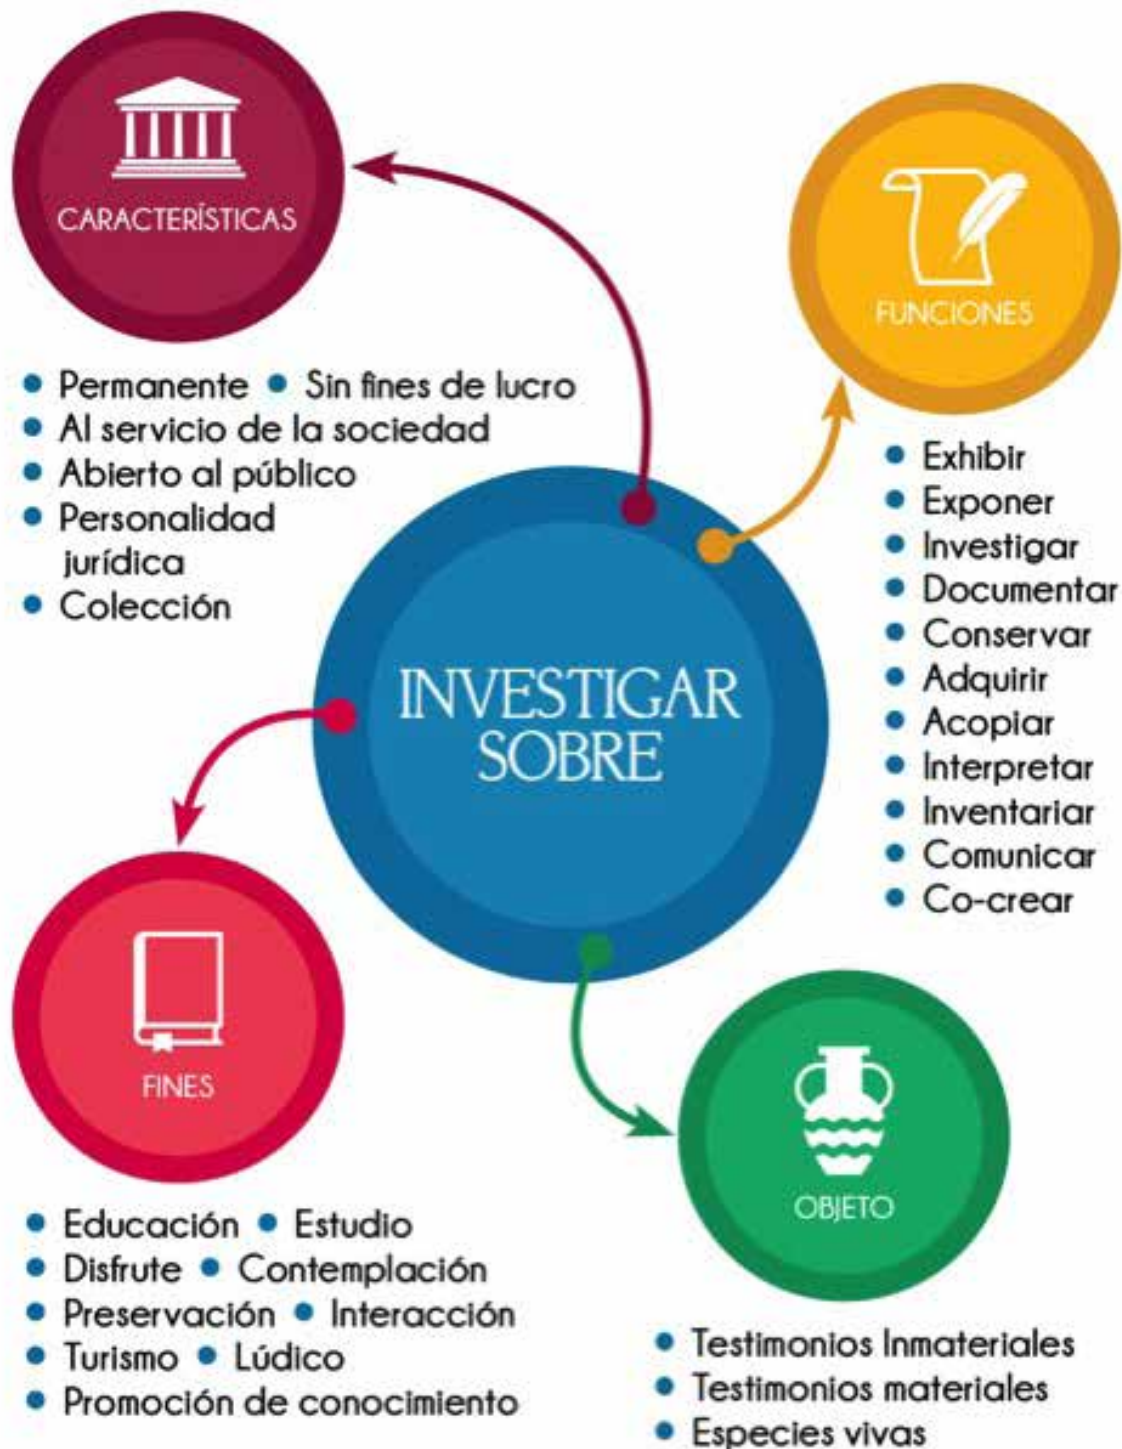 CARACTERÍSTICAS
• Permanente • Sin fines de lucro
• Al servicio de la sociedad
• Abierto al público
• Personalidad
jurídica
• Colección
FUNCIONES
• Exhibir
• Exponer
• Investigar
• Documentar
• Conservar
• Adquirir
• Acopiar
• Interpretar
• Inventariar
• Comunicar
• Co-crear
INVESTIGAR
SOBRE
FINES
• Educación • Estudio
• Disfrute • Contemplación
• Preservación • Interacción
• Turismo • Lúdico
• Promoción de conocimiento
OBJETO
• Testimonios Inmateriales
• Testimonios materiales
• Especies vivas